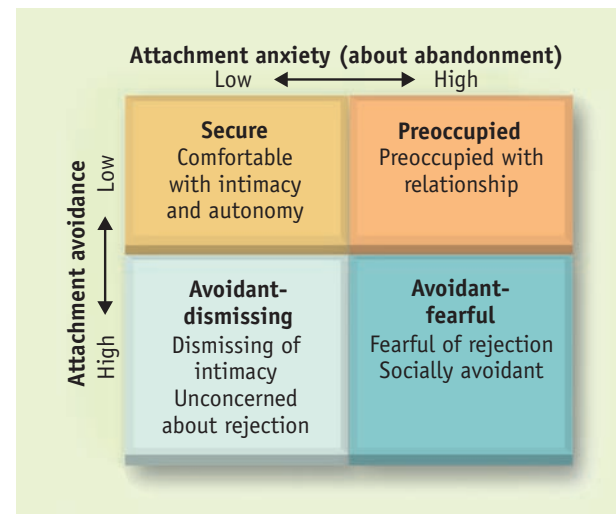 Attachment anxiety (about abandonment)
Low High
Attachment avoidance
Low
High
Secure
Comfortable
with intimacy
and autonomy
Preoccupied
Preoccupied with
relationship
Avoidant-
dismissing
Dismissing of
intimacy
Unconcerned
about rejection
Avoidant-
fearful
Fearful of rejection
Socially avoidant